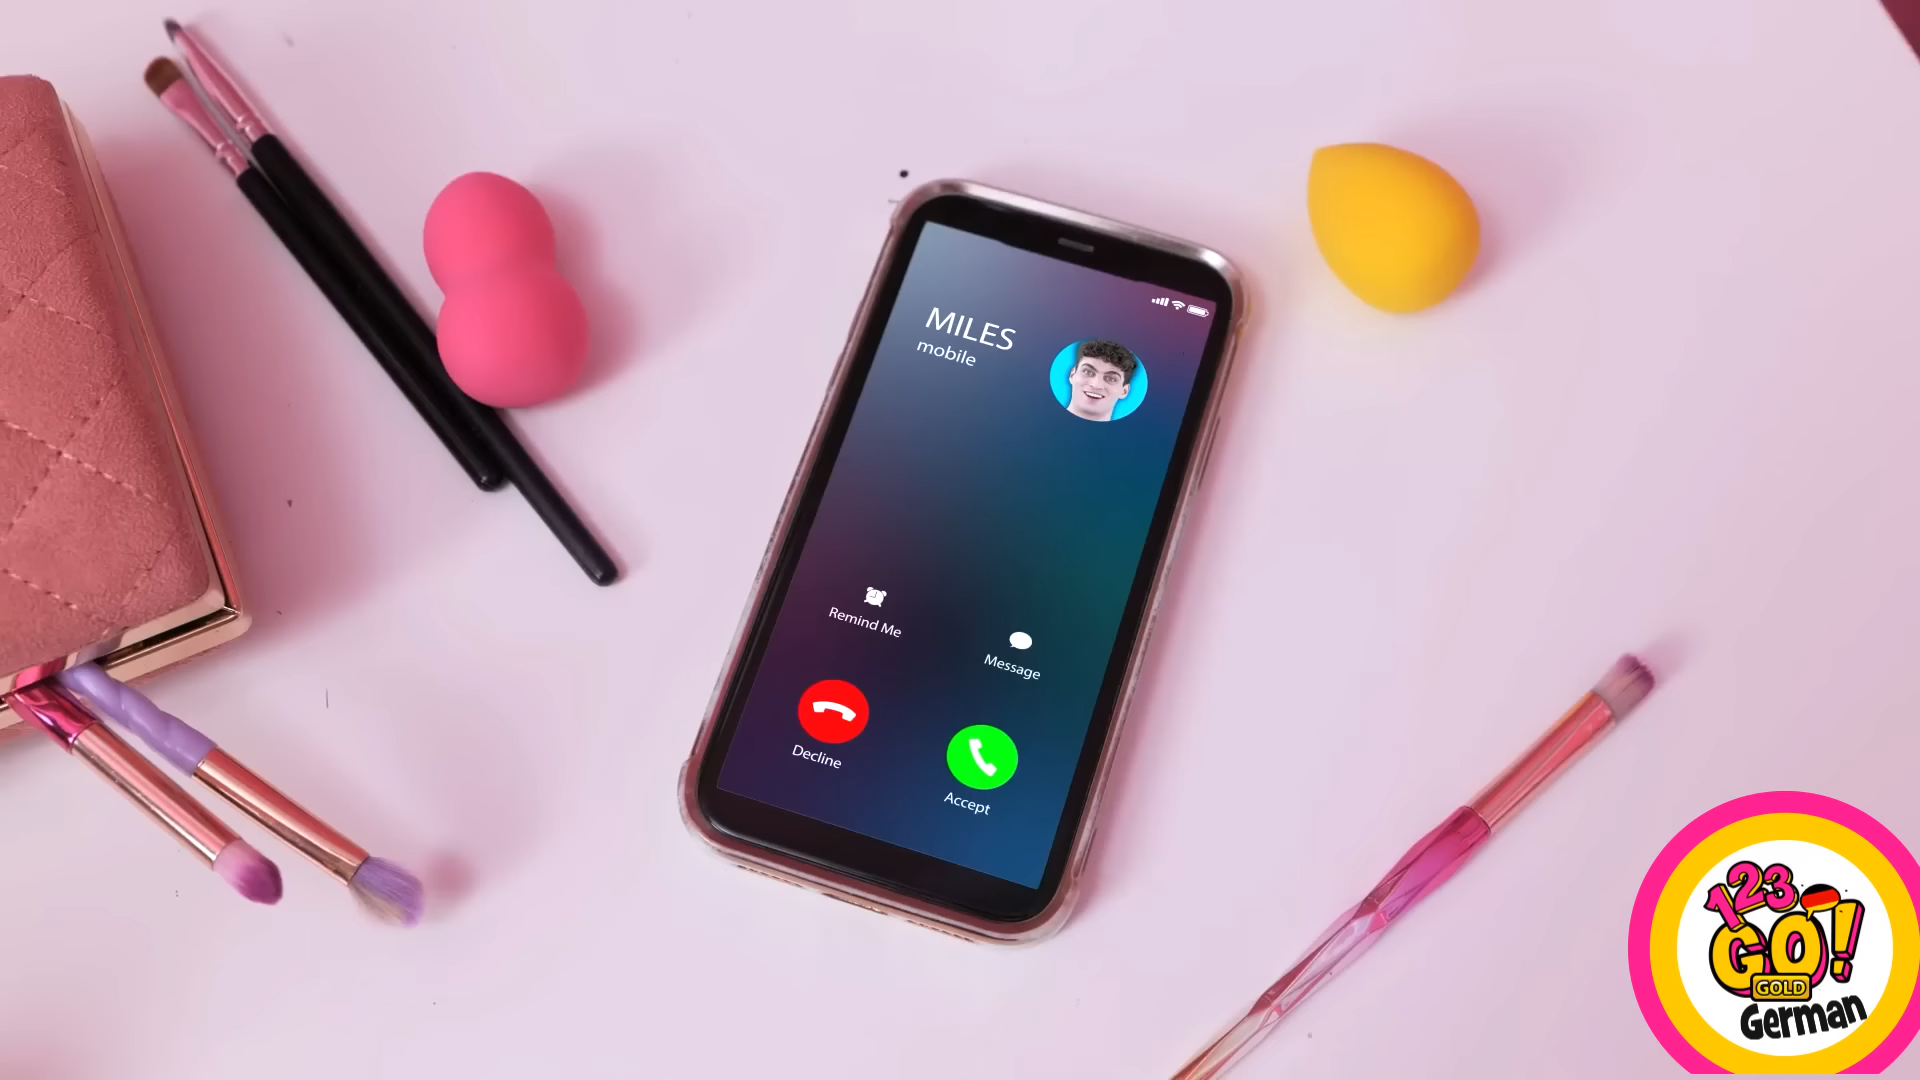 MILES
mobile
Remind Me
Message
Decline
Accept
123
GO!
GOLD
German